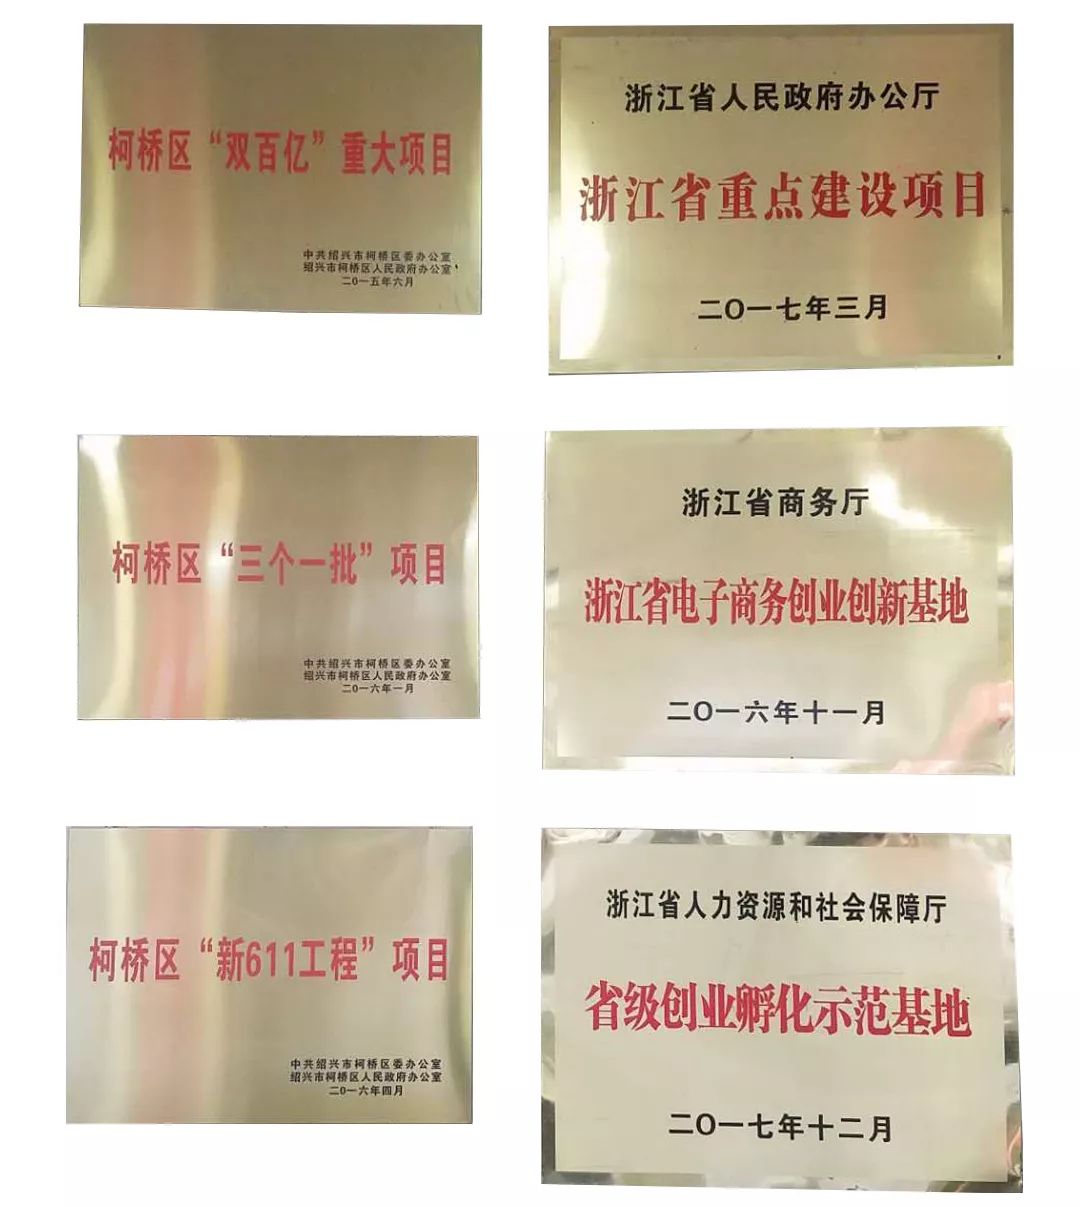 柯桥区“双百亿”重大项目
中共绍兴市柯桥区委办公室
绍兴市柯桥区人民政府办公室
二〇一五年六月
浙江省人民政府办公厅
浙江省重点建设项目
二〇一七年三月
柯桥区“三个一批”项目
中共绍兴市柯桥区委办公室
绍兴市柯桥区人民政府办公室
二〇一六年一月
浙江省商务厅
浙江省电子商务创业创新基地
二〇一六年十一月
柯桥区“新611工程”项目
中共绍兴市柯桥区委办公室
绍兴市柯桥区人民政府办公室
二〇一六年四月
浙江省人力资源和社会保障厅
省级创业孵化示范基地
二〇一七年十二月